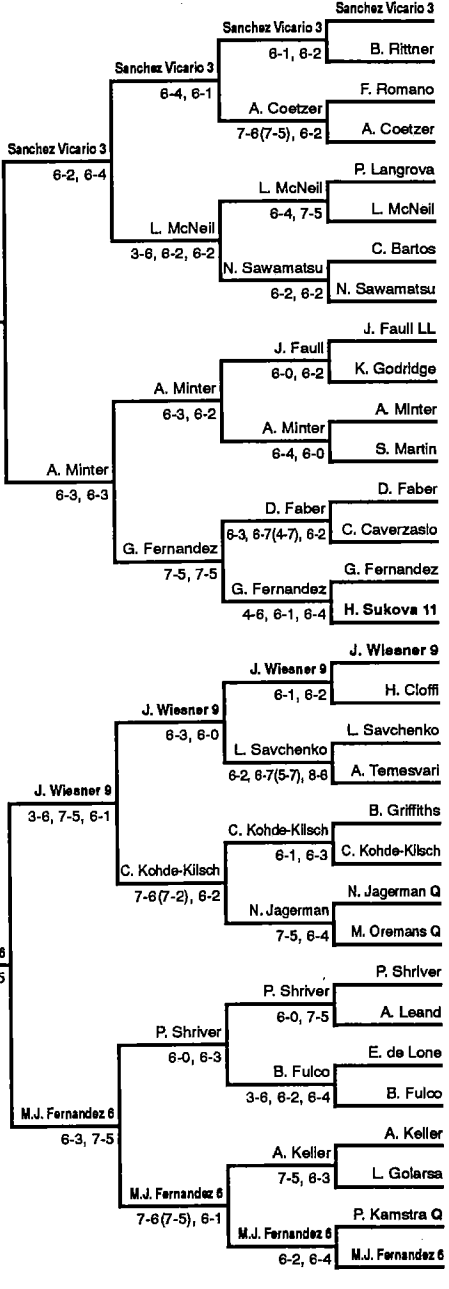 Sanchez Vicario 3
Sanchez Vicario 3
B. Rittner
6-1, 6-2
Sanchez Vicario 3
F. Romano
6-4, 6-1
A. Coetzer
A. Coetzer
7-6(7-5), 6-2
Sanchez Vicario 3
P. Langrova
6-2, 6-4
L. McNeil
L. McNeil
6-4, 7-5
L. McNeil
C. Bartos
3-6, 6-2, 6-2
N. Sawamatsu
N. Sawamatsu
6-2, 6-2
J. Faull LL
J. Faull
K. Godridge
6-0, 6-2
A. Minter
A. Minter
6-3, 6-2
A. Minter
S. Martin
6-4, 6-0
A. Minter
D. Faber
6-3, 6-3
D. Faber
C. Caverzasio
6-3, 6-7(4-7), 6-2
G. Fernandez
G. Fernandez
7-5, 7-5
G. Fernandez
H. Sukova 11
4-6, 6-1, 6-4
J. Wiesner 9
J. Wiesner 9
H. Cioffi
6-1, 6-2
J. Wiesner 9
L. Savchenko
6-3, 6-0
L. Savchenko
A. Temesvari
6-2, 6-7(5-7), 8-6
J. Wiesner 9
B. Griffiths
3-6, 7-5, 6-1
C. Kohde-Kilsch
C. Kohde-Kilsch
6-1, 6-3
C. Kohde-Kilsch
N. Jagerman Q
7-6(7-2), 6-2
N. Jagerman
M. Oremans Q
7-5, 6-4
6
5
P. Shriver
P. Shriver
A. Leand
6-0, 7-5
P. Shriver
E. de Lone
6-0, 6-3
B. Fulco
B. Fulco
3-6, 6-2, 6-4
M.J. Fernandez 6
A. Keller
6-3, 7-5
A. Keller
L. Golarsa
7-5, 6-3
M.J. Fernandez 6
P. Kamstra Q
7-6(7-5), 6-1
M.J. Fernandez 6
M.J. Fernandez 6
6-2, 6-4